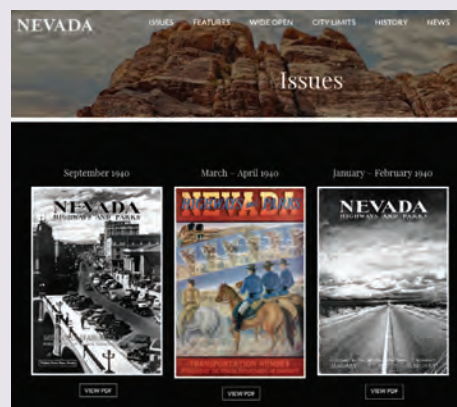 NEVADA ISSUES FEATURES WIDE OPEN CITY LIMITS HISTORY NEWS
Issues
September 1940 March – April 1940 January – February 1940
NEVADA
HIGHWAYS AND PARKS
NEVADA
HIGHWAYS and PARKS
TRANSPORTATION NUMBER
NEVADA
HIGHWAYS AND PARKS
VIEW PDF VIEW PDF VIEW PDF